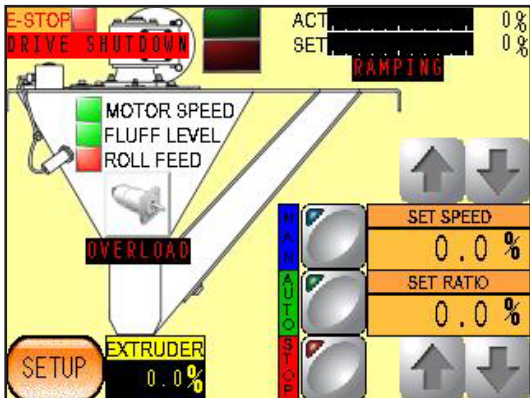 E-STOP
DRIVE SHUTDOWN
ACT 0%
SET 0%
RAMPING
MOTOR SPEED
FLUFF LEVEL
ROLL FEED
OVERLOAD
MAN
SET SPEED
0.0 %
AUTO
SET RATIO
0.0 %
STOP
SETUP
EXTRUDER
0.0%